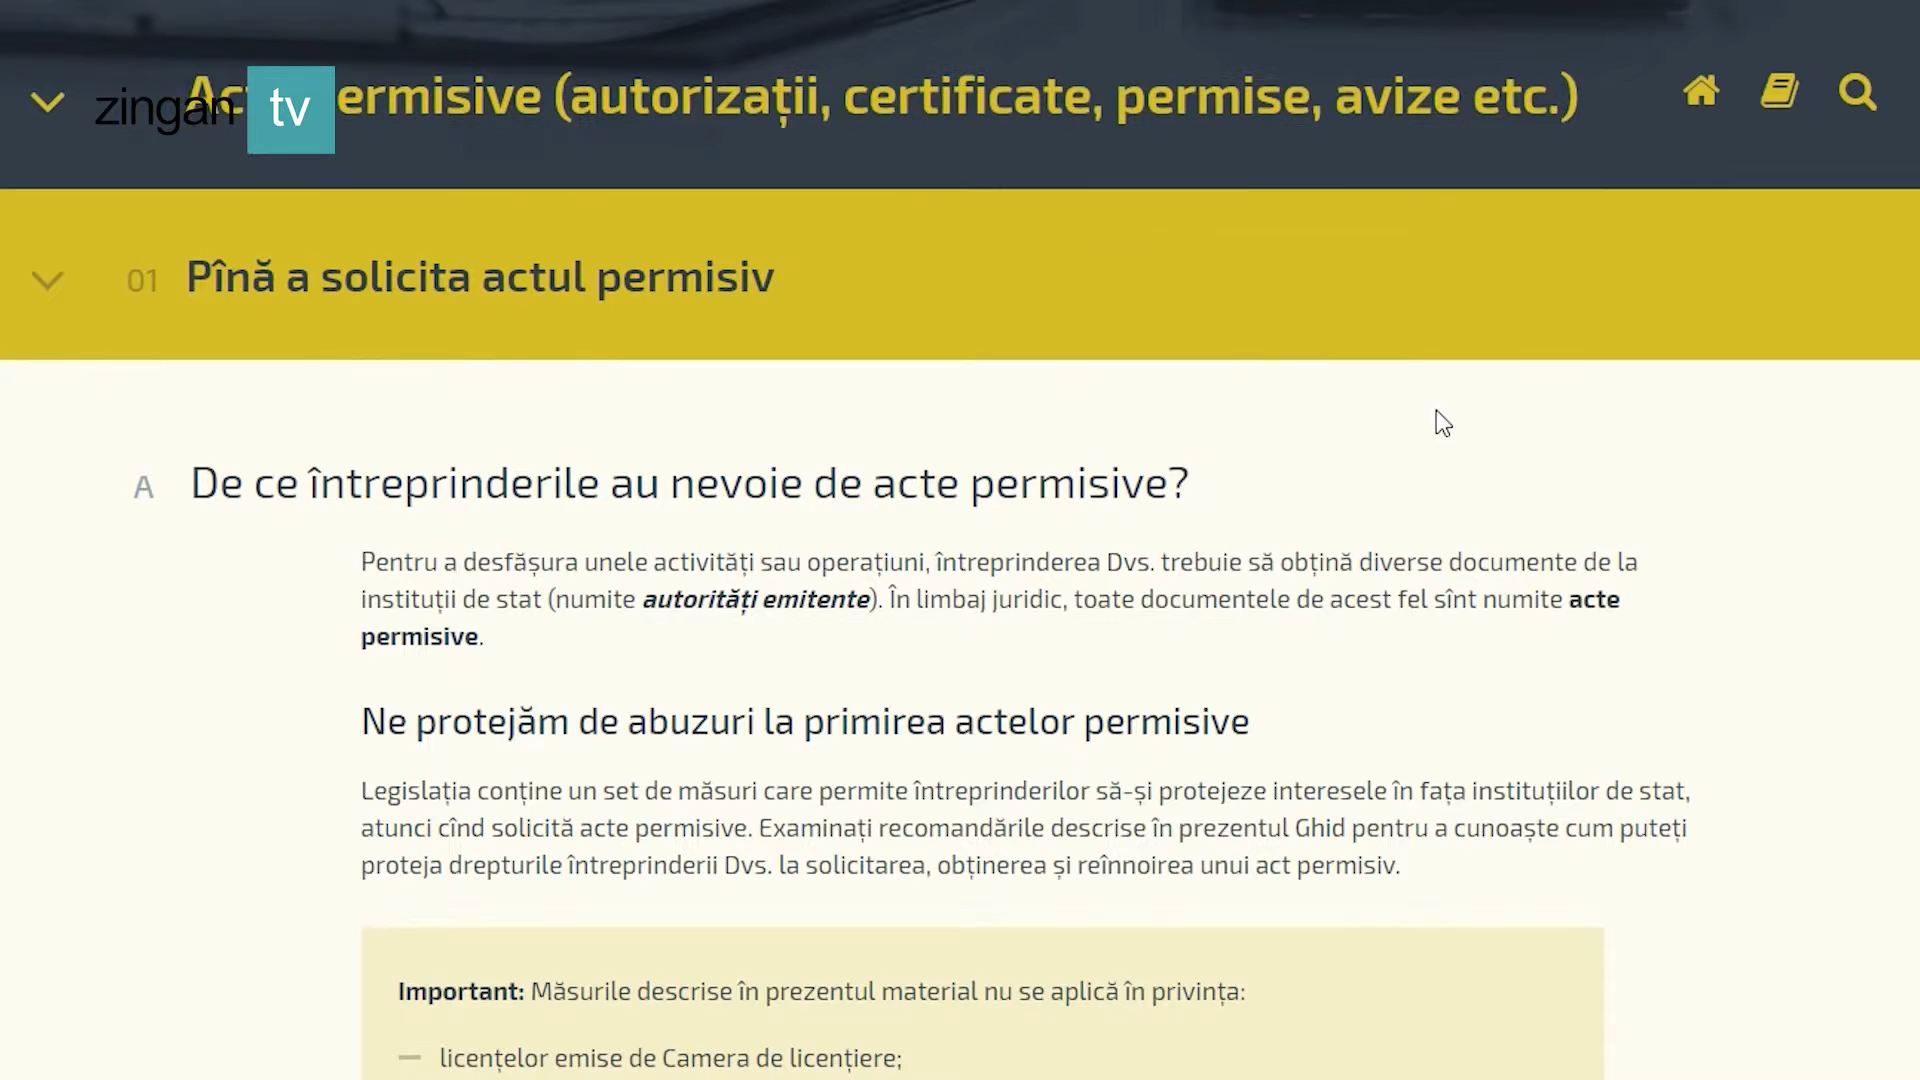 zingan tv
Ac ermisive (autorizații, certificate, permise, avize etc.)
01 Pînă a solicita actul permisiv
A De ce întreprinderile au nevoie de acte permisive?
Pentru a desfășura unele activități sau operațiuni, întreprinderea Dvs. trebuie să obțină diverse documente de la
instituții de stat (numite autorități emitente). În limbaj juridic, toate documentele de acest fel sînt numite acte
permisive.
Ne protejăm de abuzuri la primirea actelor permisive
Legislația conține un set de măsuri care permite întreprinderilor să-și protejeze interesele în fața instituțiilor de stat,
atunci cînd solicită acte permisive. Examinați recomandările descrise în prezentul Ghid pentru a cunoaște cum puteți
proteja drepturile întreprinderii Dvs. la solicitarea, obținerea și reînnoirea unui act permisiv.
Important: Măsurile descrise în prezentul material nu se aplică în privința:
— licențelor emise de Camera de licențiere;